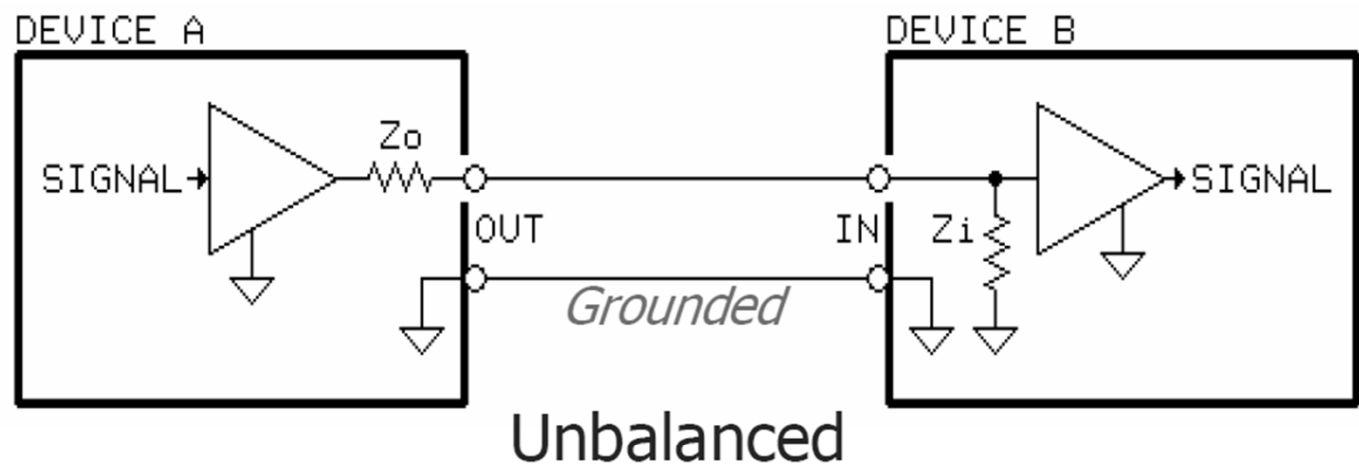 DEVICE A
DEVICE B
Zo
SIGNAL
SIGNAL
OUT
IN
Zi
Grounded
Unbalanced